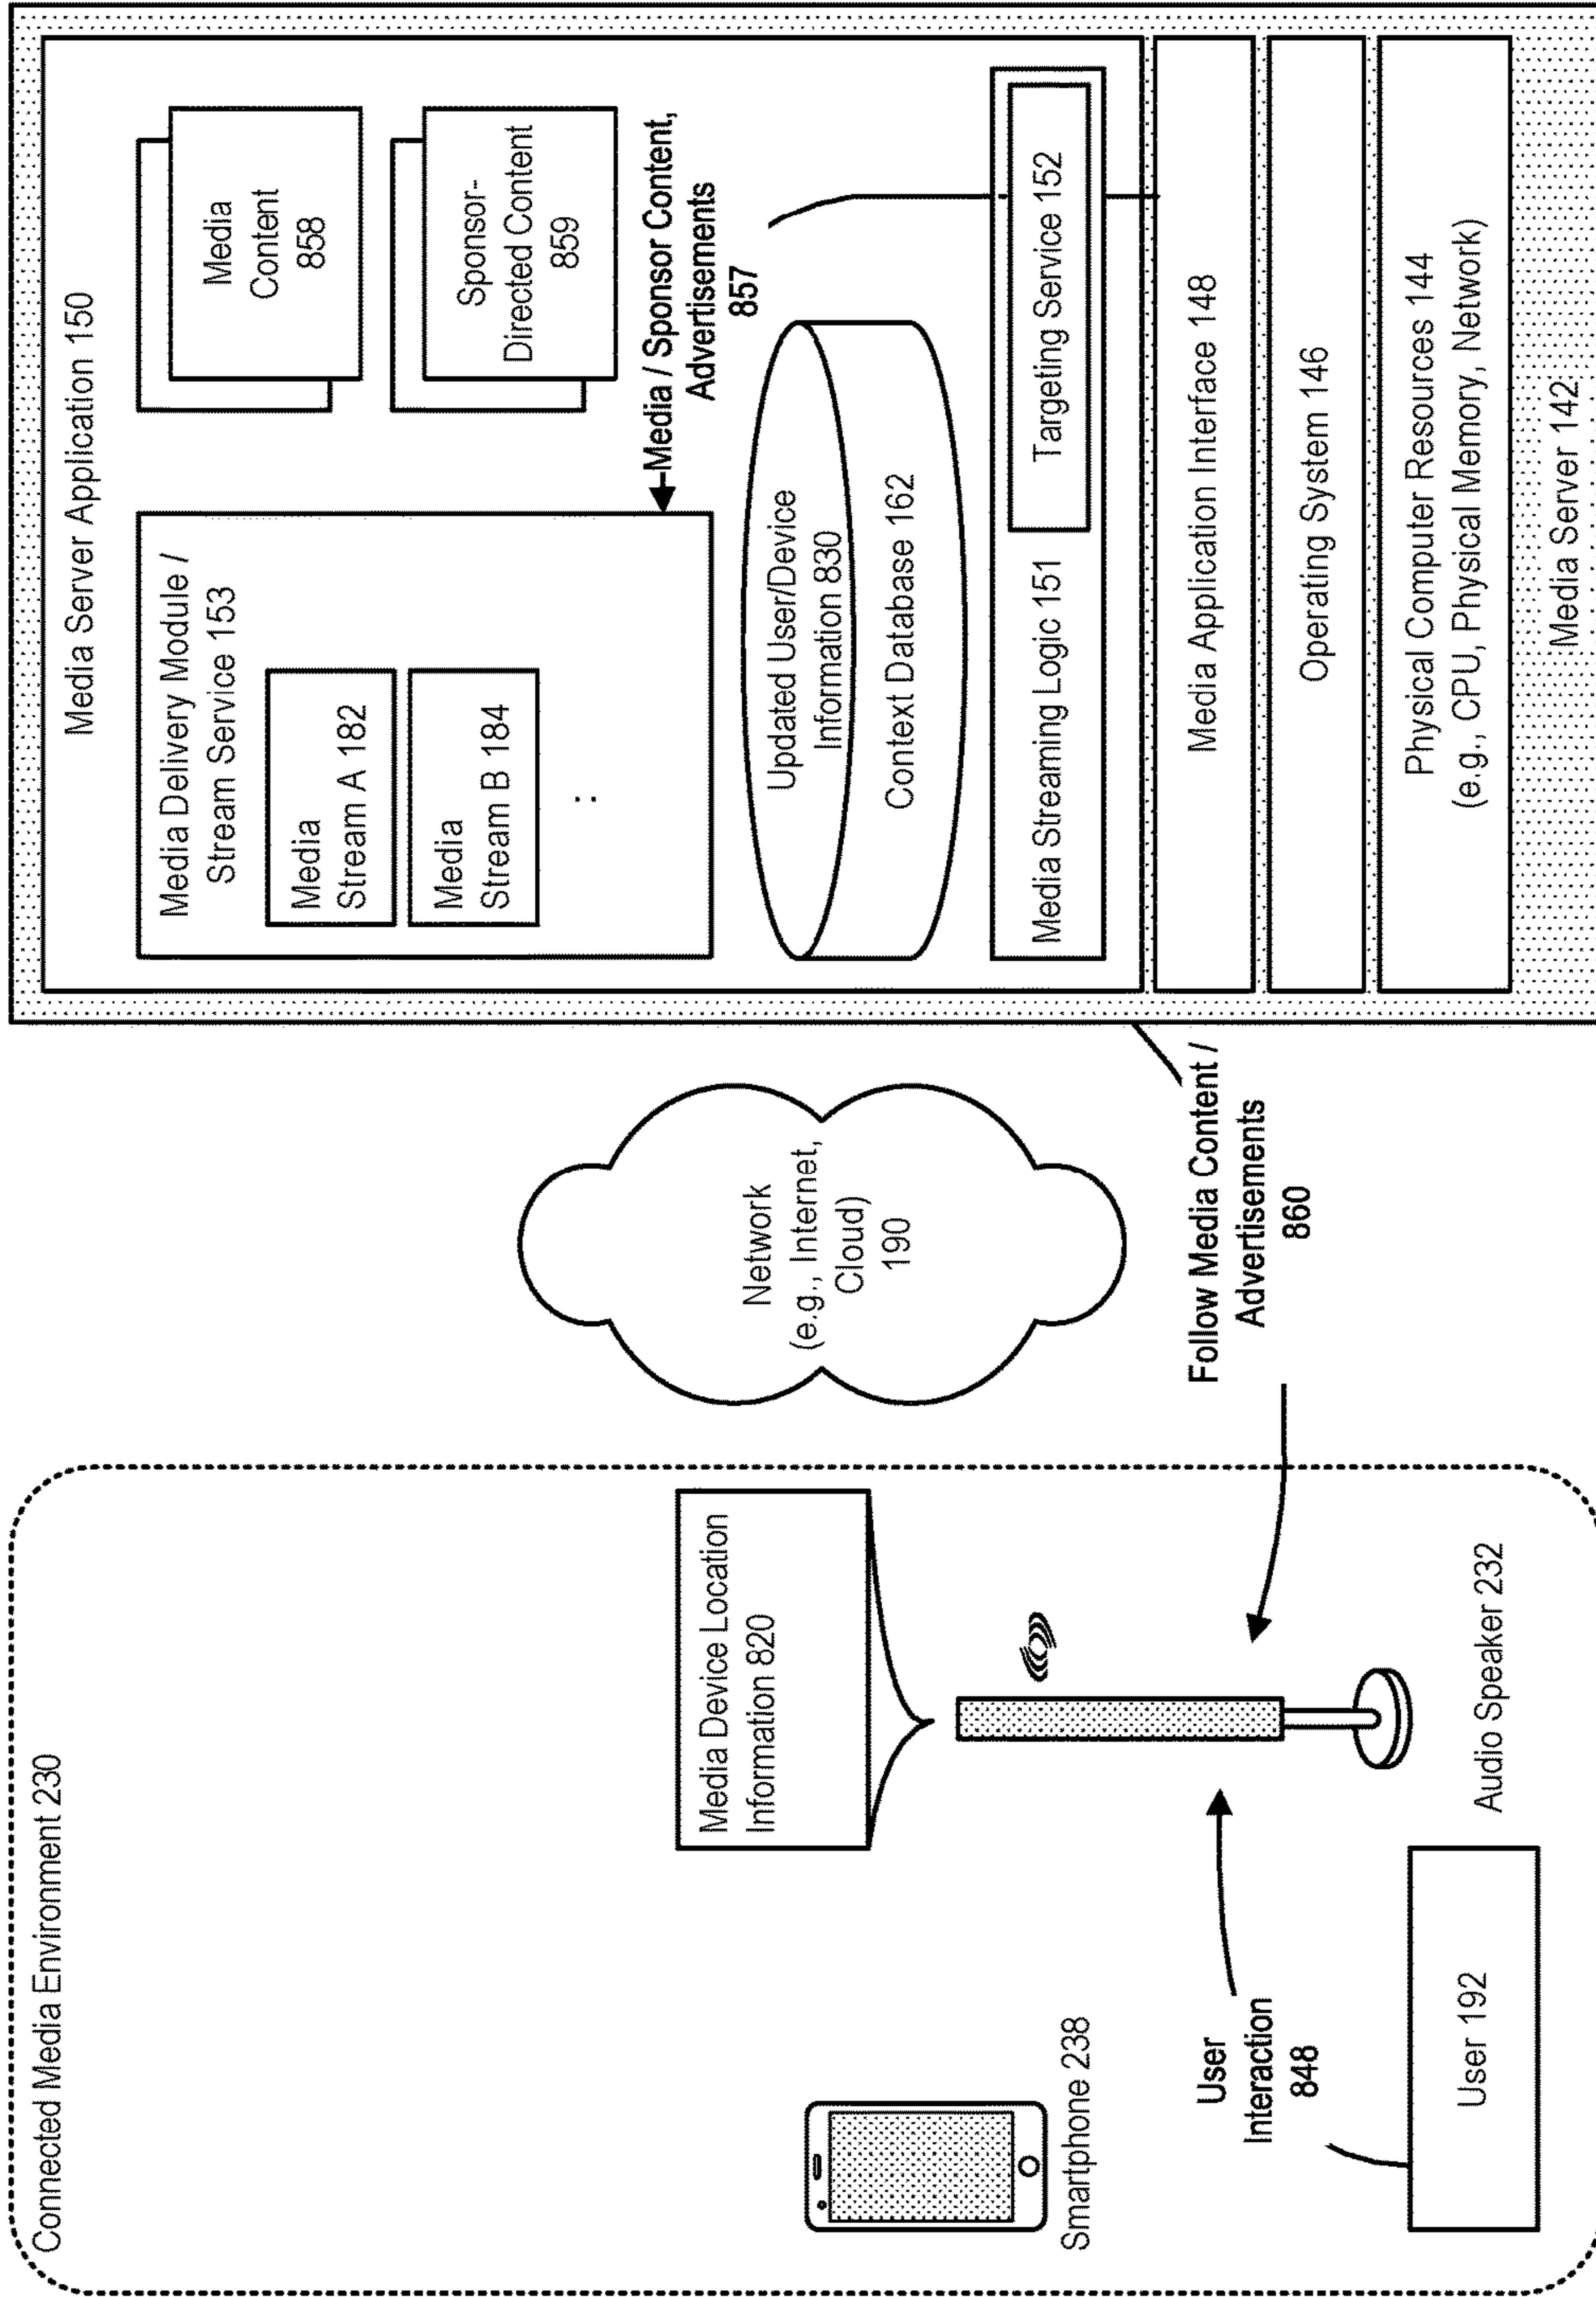 Connected Media Environment 230
Media Device Location
Information 820
Smartphone 238
User
Interaction
848
User 192
Audio Speaker 232
Network
(e.g., Internet,
Cloud)
190
Follow Media Content /
Advertisements
860
Media Server Application 150
Media Delivery Module /
Stream Service 153
Media
Stream A 182
Media
Stream B 184
..
Media
Content
858
Sponsor-
Directed Content
859
Media / Sponsor Content,
Advertisements
857
Updated User/Device
Information 830
Context Database 162
Media Streaming Logic 151
Targeting Service 152
Media Application Interface 148
Operating System 146
Physical Computer Resources 144
(e.g., CPU, Physical Memory, Network)
Media Server 142